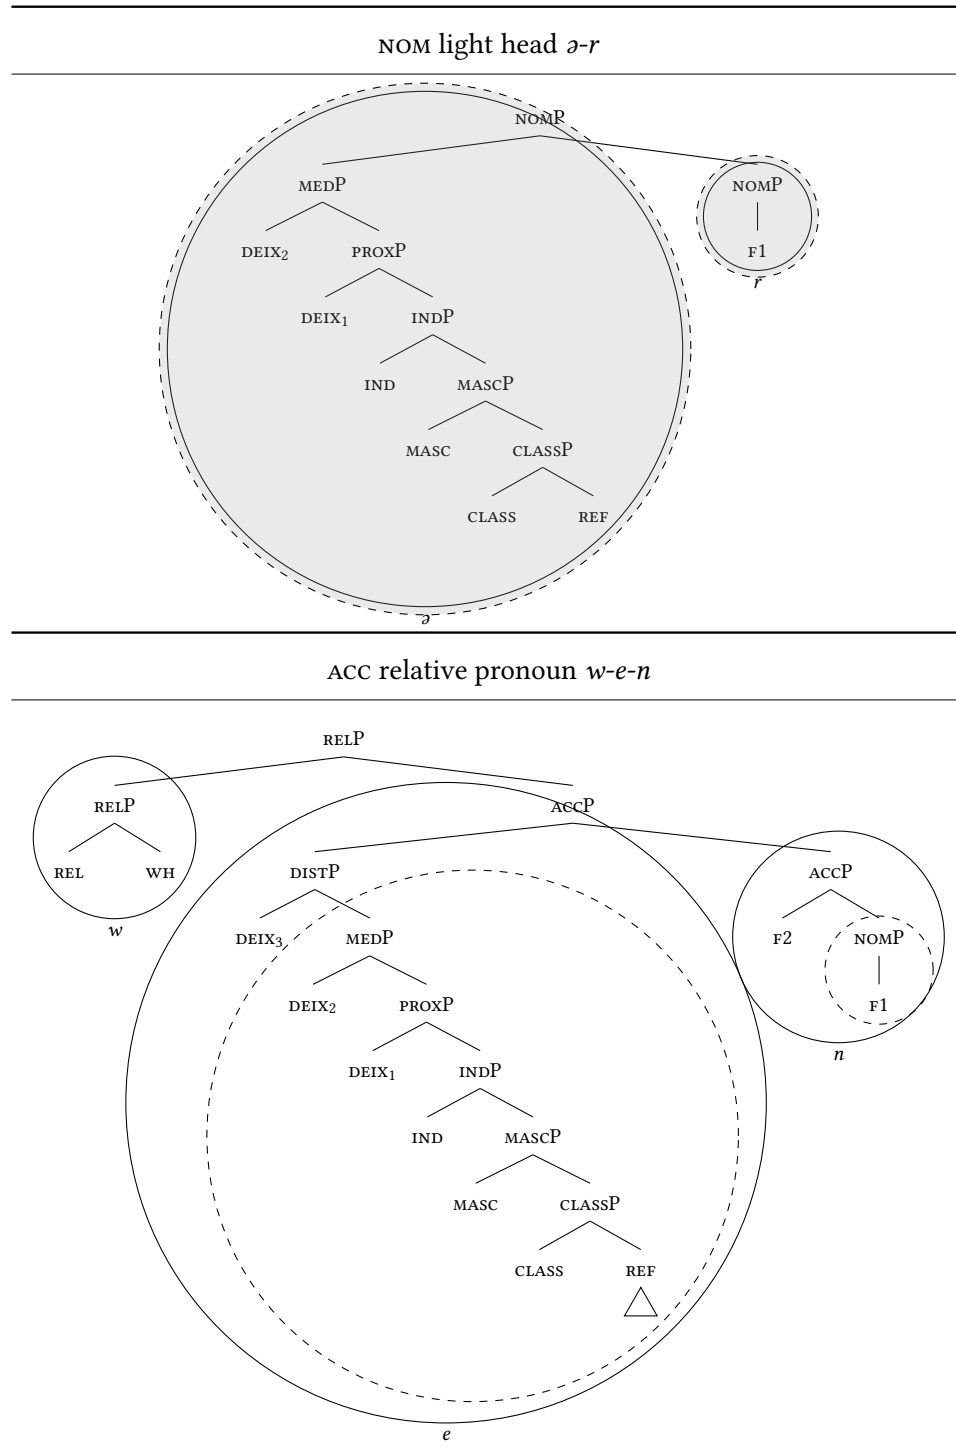 NOM light head ə-r
NOMP
MEDP NOMP
DEIX2 PROXP F1
r
DEIX1 INDP
IND MASCP
MASC CLASSP
CLASS REF
ə
ACC relative pronoun w-e-n
RELP
RELP ACCP
REL WH DISTP ACCP
w DEIX3 MEDP F2 NOMP
DEIX2 PROXP F1
n
DEIX1 INDP
IND MASCP
MASC CLASSP
CLASS REF
e